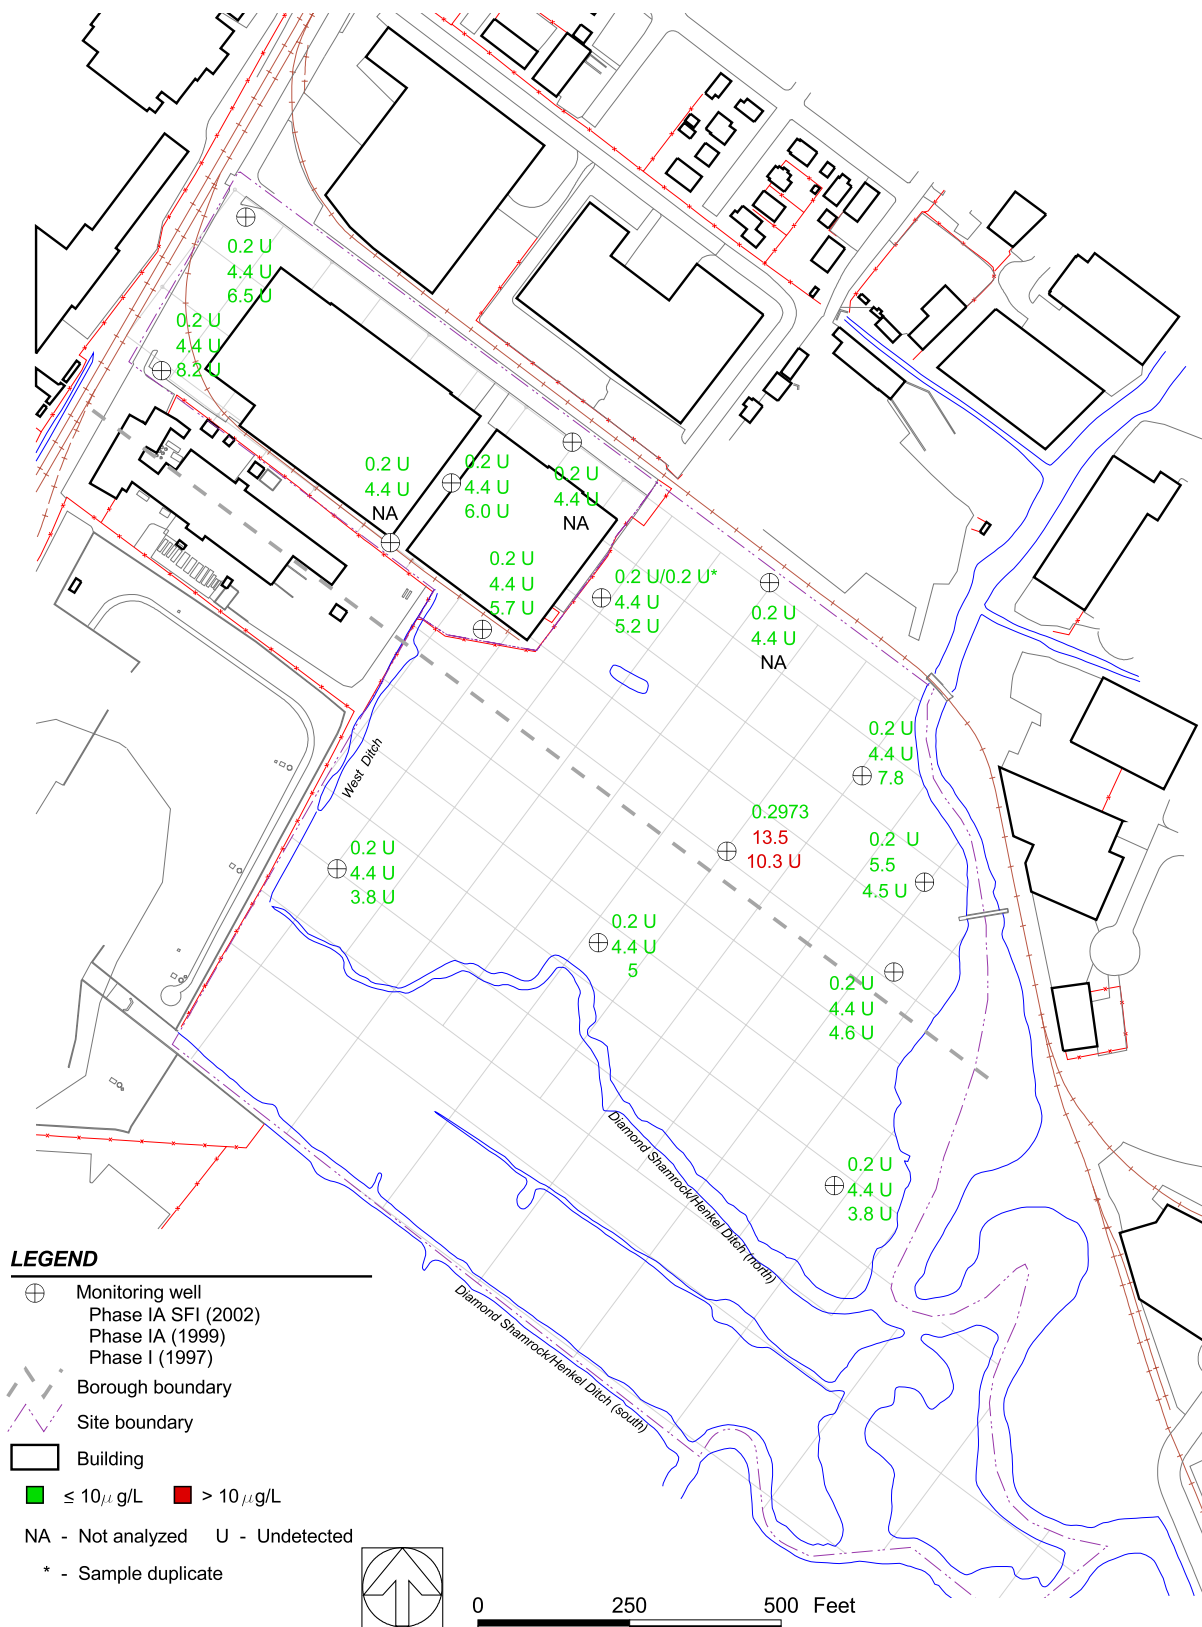 0.2 U
4.4 U
6.5 U
0.2 U
4.4 U
8.2 U
0.2 U
4.4 U
NA
0.2 U
4.4 U
6.0 U
0.2 U
4.4 U
NA
0.2 U
4.4 U
5.7 U
0.2 U/0.2 U*
4.4 U
5.2 U
0.2 U
4.4 U
NA
0.2 U
4.4 U
7.8
West Ditch
0.2973
13.5
10.3 U
0.2 U
5.5
4.5 U
0.2 U
4.4 U
3.8 U
0.2 U
4.4 U
5
0.2 U
4.4 U
4.6 U
Diamond Shamrock/Henkel Ditch (north)
0.2 U
4.4 U
3.8 U
Diamond Shamrock/Henkel Ditch (south)
LEGEND
Monitoring well
Phase IA SFI (2002)
Phase IA (1999)
Phase I (1997)
Borough boundary
Site boundary
Building
≤ 10µ g/L > 10 µ g/L
NA - Not analyzed U - Undetected
* - Sample duplicate
0 250 500 Feet